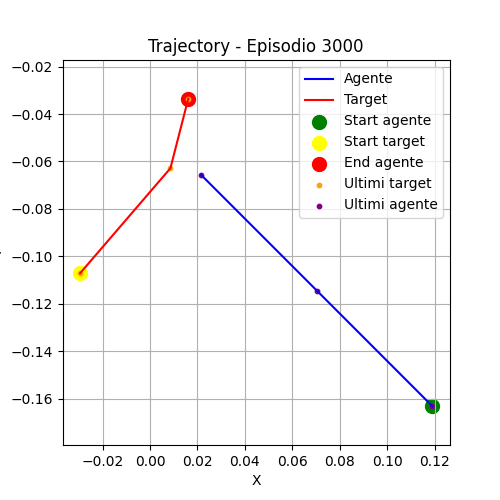 Trajectory - Episodio 3000
Agente
Target
Start agente
Start target
End agente
Ultimi target
Ultimi agente
−0.02
−0.04
−0.06
−0.08
−0.10
−0.12
−0.14
−0.16
−0.02 0.00 0.02 0.04 0.06 0.08 0.10 0.12
X